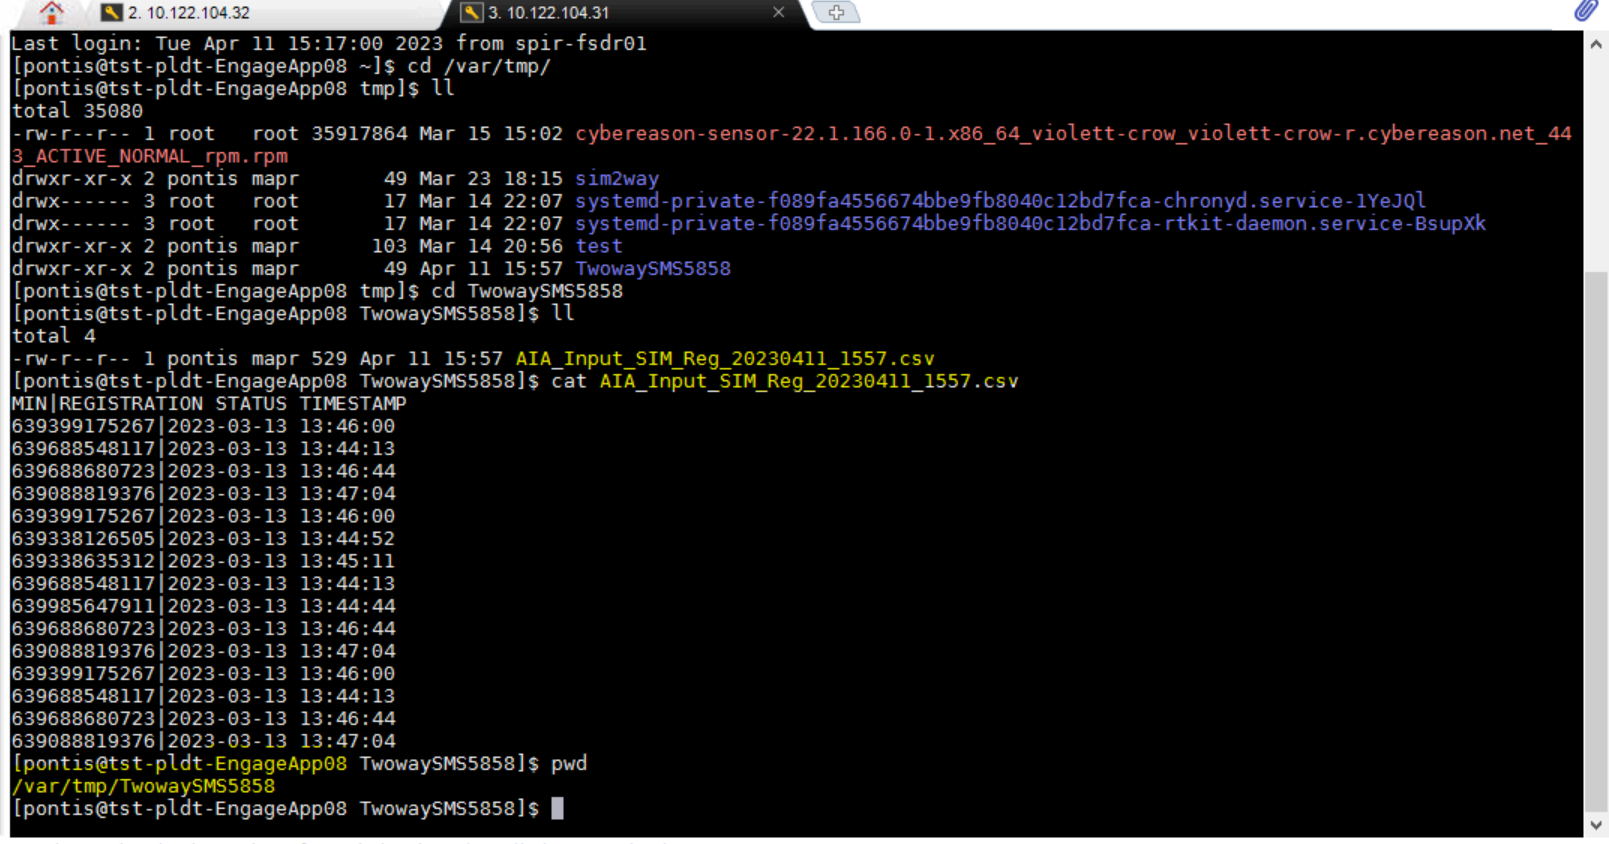 2. 10.122.104.32
3. 10.122.104.31
Last login: Tue Apr 11 15:17:00 2023 from spir-fsdr01
[pontis@tst-pldt-EngageApp08 ~]$ cd /var/tmp/
[pontis@tst-pldt-EngageApp08 tmp]$ ll
total 35080
-rw-r--r-- 1 root   root 35917864 Mar 15 15:02 cybereason-sensor-22.1.166.0-1.x86_64_violett-crow_violett-crow-r.cybereason.net_44
3_ACTIVE_NORMAL_rpm.rpm
drwxr-xr-x 2 pontis mapr       49 Mar 23 18:15 sim2way
drwx------ 3 root   root       17 Mar 14 22:07 systemd-private-f089fa4556674bbe9fb8040c12bd7fca-chronyd.service-1YeJQl
drwx------ 3 root   root       17 Mar 14 22:07 systemd-private-f089fa4556674bbe9fb8040c12bd7fca-rtkit-daemon.service-BsupXk
drwxr-xr-x 2 pontis mapr      103 Mar 14 20:56 test
drwxr-xr-x 2 pontis mapr       49 Apr 11 15:57 TwowaySMS5858
[pontis@tst-pldt-EngageApp08 tmp]$ cd TwowaySMS5858
[pontis@tst-pldt-EngageApp08 TwowaySMS5858]$ ll
total 4
-rw-r--r-- 1 pontis mapr 529 Apr 11 15:57 AIA_Input_SIM_Reg_20230411_1557.csv
[pontis@tst-pldt-EngageApp08 TwowaySMS5858]$ cat AIA_Input_SIM_Reg_20230411_1557.csv
MIN|REGISTRATION STATUS TIMESTAMP
639399175267|2023-03-13 13:46:00
639688548117|2023-03-13 13:44:13
639688680723|2023-03-13 13:46:44
639088819376|2023-03-13 13:47:04
639399175267|2023-03-13 13:46:00
639338126505|2023-03-13 13:44:52
639338635312|2023-03-13 13:45:11
639688548117|2023-03-13 13:44:13
639985647911|2023-03-13 13:44:44
639688680723|2023-03-13 13:46:44
639088819376|2023-03-13 13:47:04
639399175267|2023-03-13 13:46:00
639688548117|2023-03-13 13:44:13
639688680723|2023-03-13 13:46:44
639088819376|2023-03-13 13:47:04
[pontis@tst-pldt-EngageApp08 TwowaySMS5858]$ pwd
/var/tmp/TwowaySMS5858
[pontis@tst-pldt-EngageApp08 TwowaySMS5858]$